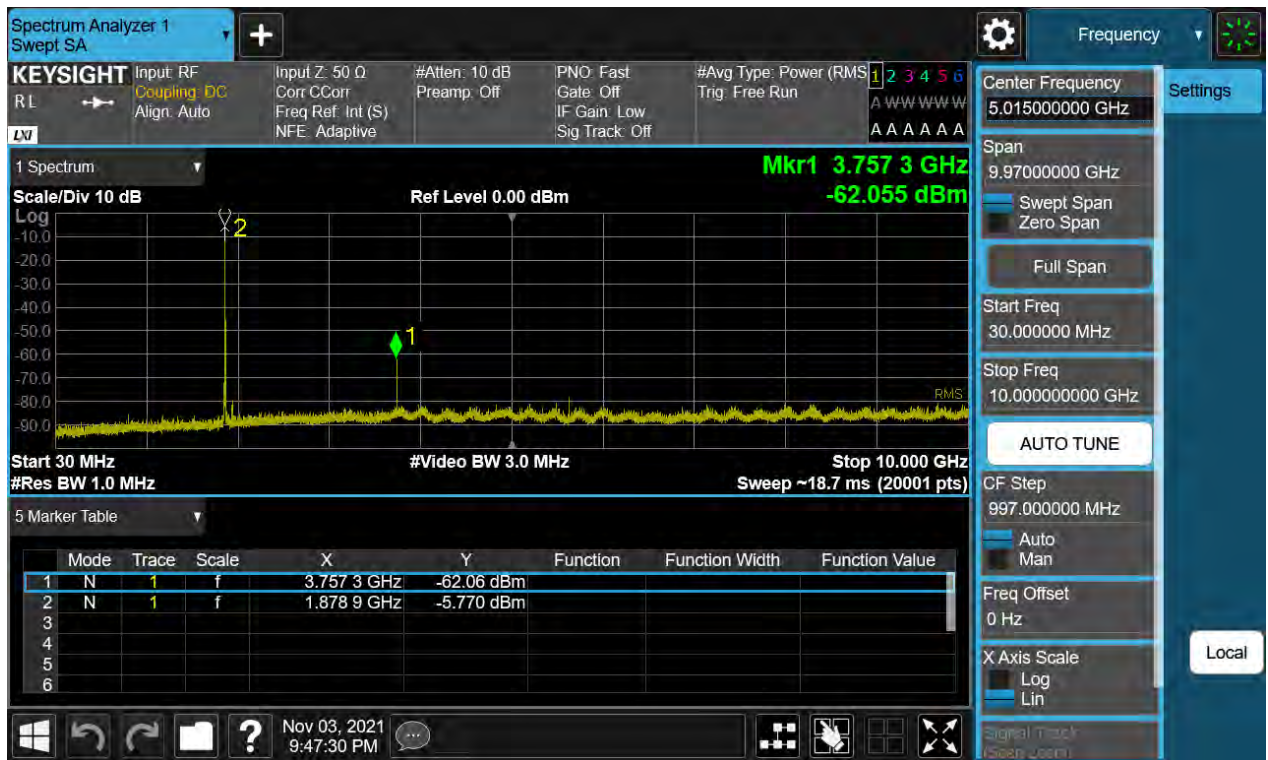 Spectrum Analyzer 1
Swept SA
Frequency
KEYSIGHT
RL
LXI
Input: RF
Coupling: DC
Align: Auto
Input Z: 50 Ω
Corr CCorr
Freq Ref: Int (S)
NFE: Adaptive
#Atten: 10 dB
Preamp: Off
PNO: Fast
Gate: Off
IF Gain: Low
Sig Track: Off
#Avg Type: Power (RMS
Trig: Free Run
1 2 3 4 5 6
A W W W W W
A A A A A A
1 Spectrum
Mkr1 3.757 3 GHz
Scale/Div 10 dB
Ref Level 0.00 dBm
-62.055 dBm
Log
-10.0
-20.0
-30.0
-40.0
-50.0
-60.0
-70.0
-80.0
-90.0
2
1
RMS
Start 30 MHz
#Video BW 3.0 MHz
Stop 10.000 GHz
#Res BW 1.0 MHz
Sweep ~18.7 ms (20001 pts)
5 Marker Table
Mode Trace Scale X Y Function Function Width Function Value
1 N 1 f 3.757 3 GHz -62.06 dBm
2 N 1 f 1.878 9 GHz -5.770 dBm
3
4
5
6
Nov 03, 2021
9:47:30 PM
Center Frequency
5.015000000 GHz
Settings
Span
9.97000000 GHz
Swept Span
Zero Span
Full Span
Start Freq
30.000000 MHz
Stop Freq
10.000000000 GHz
AUTO TUNE
CF Step
997.000000 MHz
Auto
Man
Freq Offset
0 Hz
X Axis Scale
Log
Lin
Local
Signal Track
(Span Zoom)